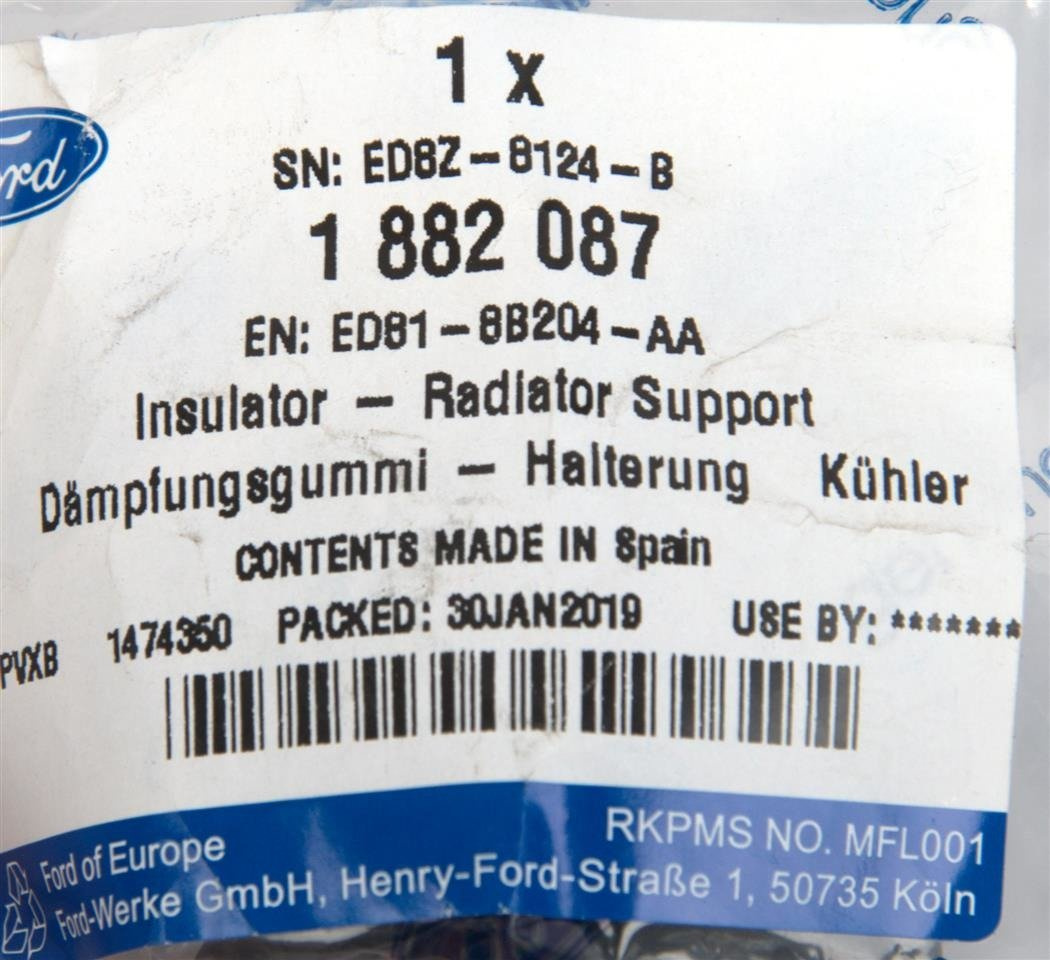 1 x
SN: ED8Z-8124-B
1 882 087
EN: ED81-8B204-AA
Insulator - Radiator Support
Dämpfungsgummi - Halterung Kühler
CONTENTS MADE IN Spain
PVXB 1474350 PACKED: 30JAN2019 USE BY: *******
RKPMS NO. MFL001
Ford of Europe
Ford-Werke GmbH, Henry-Ford-Straße 1, 50735 Köln